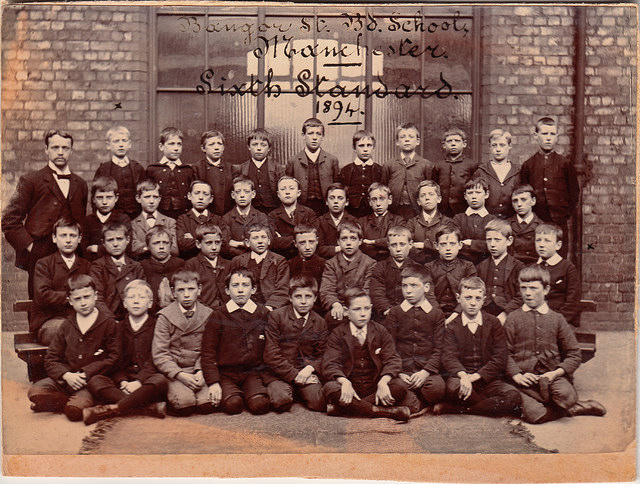 Bangor St. Bd. School,
Manchester.
Sixth Standard.
1894.